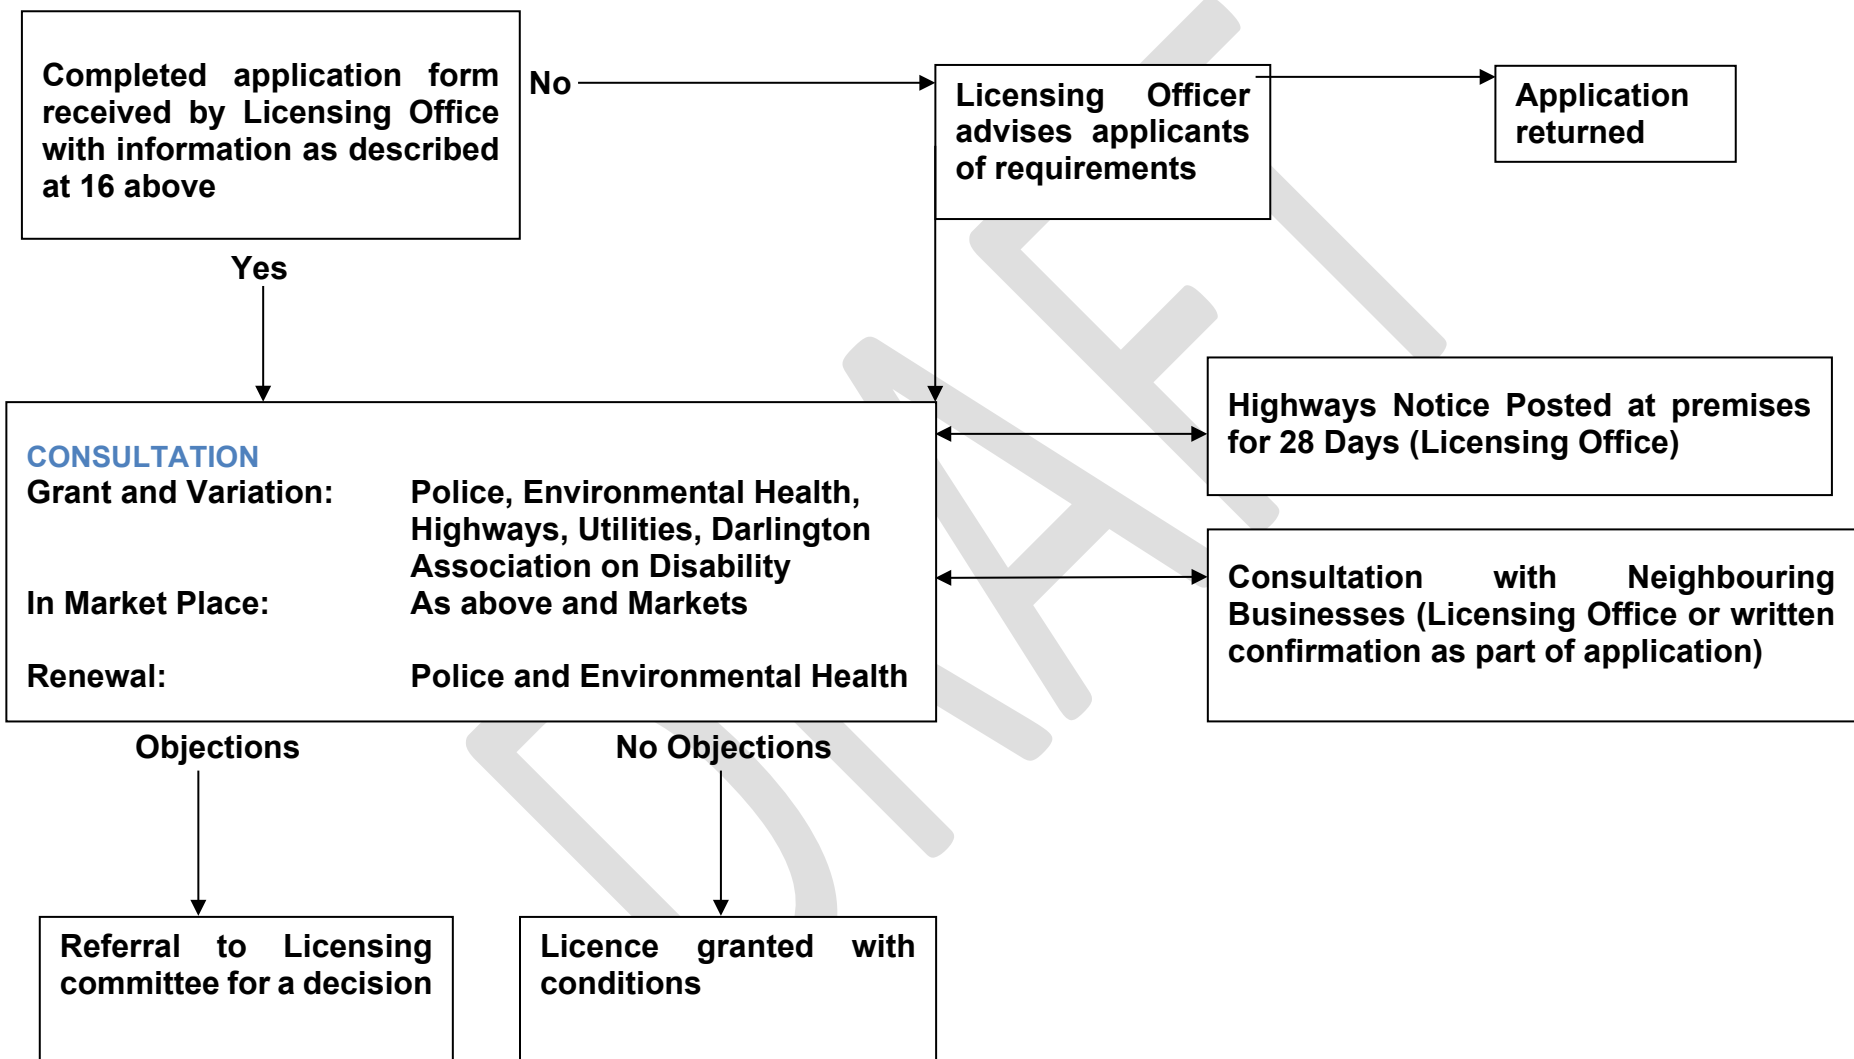 Completed application form
received by Licensing Office
with information as described
at 16 above
No
Licensing Officer
advises applicants
of requirements
Application
returned
Yes
CONSULTATION
Grant and Variation: Police, Environmental Health,
Highways, Utilities, Darlington
Association on Disability
In Market Place: As above and Markets
Renewal: Police and Environmental Health
Highways Notice Posted at premises
for 28 Days (Licensing Office)
Consultation with Neighbouring
Businesses (Licensing Office or written
confirmation as part of application)
Objections
No Objections
Referral to Licensing
committee for a decision
Licence granted with
conditions
DRAFT